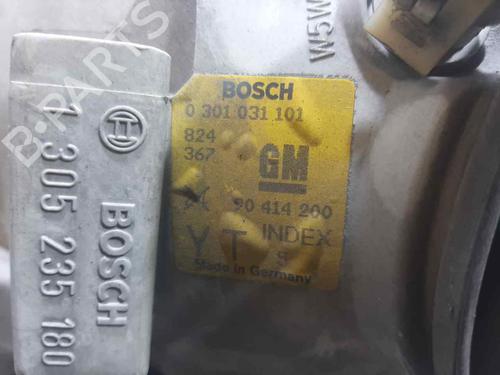 BOSCH
0 301 031 101
824
367
GM
90 414 200
Y T INDEX
S
Made in Germany
BOSCH
1 305 235 180
W5W
B-PARTS